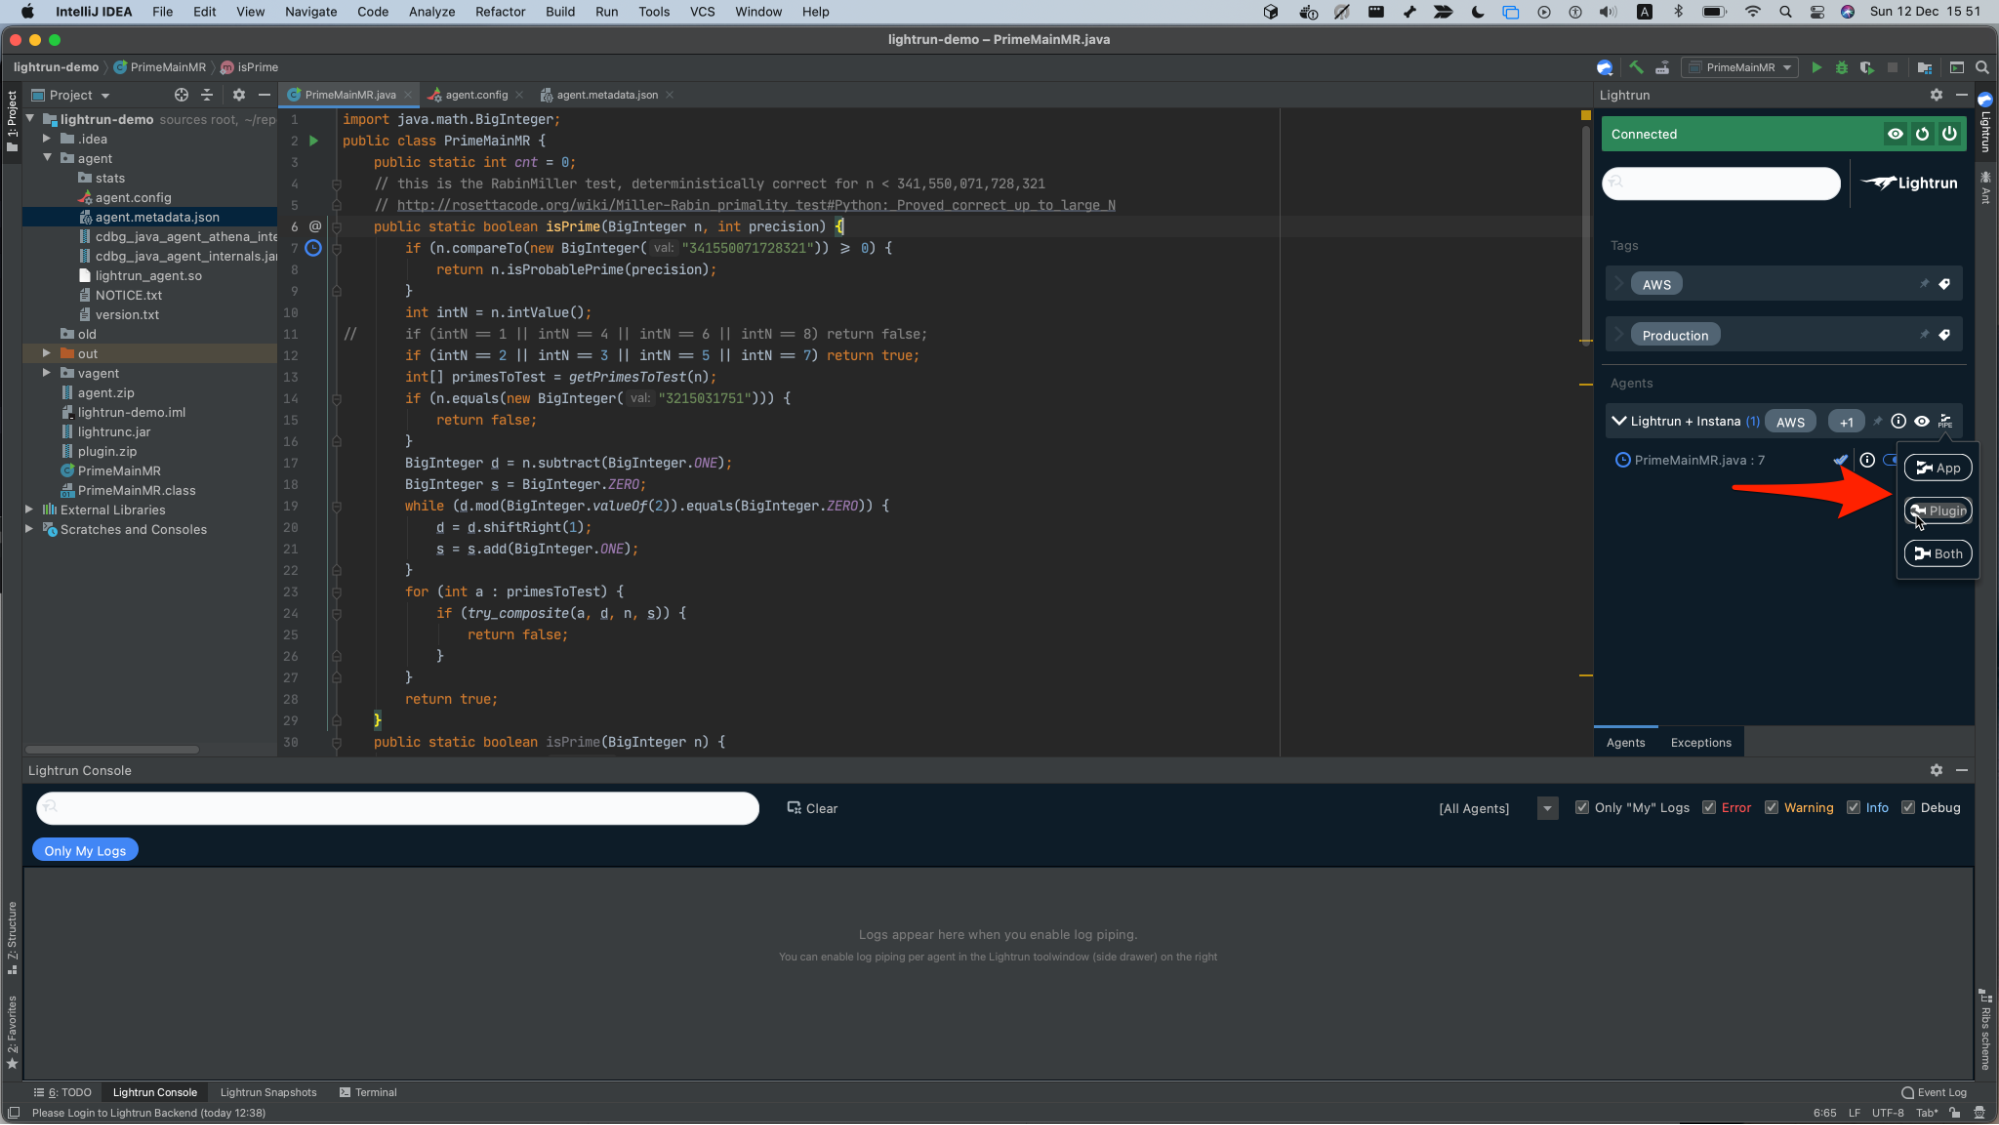 IntelliJ IDEA File Edit View Navigate Code Analyze Refactor Build Run Tools VCS Window Help A Sun 12 Dec 15 51
lightrun-demo – PrimeMainMR.java
lightrun-demo PrimeMainMR isPrime PrimeMainMR
1: Project
Z: Structure
2: Favorites
Project
lightrun-demo sources root, ~/rep
.idea
agent
stats
agent.config
agent.metadata.json
cdbg_java_agent_athena_inte
cdbg_java_agent_internals.jar
lightrun_agent.so
NOTICE.txt
version.txt
old
out
vagent
agent.zip
lightrun-demo.iml
lightrunc.jar
plugin.zip
PrimeMainMR
PrimeMainMR.class
External Libraries
Scratches and Consoles
PrimeMainMR.java agent.config agent.metadata.json
1 import java.math.BigInteger;
2 public class PrimeMainMR {
3 public static int cnt = 0;
4 // this is the RabinMiller test, deterministically correct for n < 341,550,071,728,321
5 // http://rosettacode.org/wiki/Miller-Rabin_primality_test#Python:_Proved_correct_up_to_large_N
6 @ public static boolean isPrime(BigInteger n, int precision) {
7 if (n.compareTo(new BigInteger( val: "341550071728321")) ≥ 0) {
8 return n.isProbablePrime(precision);
9 }
10 int intN = n.intValue();
11 // if (intN == 1 || intN == 4 || intN == 6 || intN == 8) return false;
12 if (intN == 2 || intN == 3 || intN == 5 || intN == 7) return true;
13 int[] primesToTest = getPrimesToTest(n);
14 if (n.equals(new BigInteger( val: "3215031751"))) {
15 return false;
16 }
17 BigInteger d = n.subtract(BigInteger.ONE);
18 BigInteger s = BigInteger.ZERO;
19 while (d.mod(BigInteger.valueOf(2)).equals(BigInteger.ZERO)) {
20 d = d.shiftRight(1);
21 s = s.add(BigInteger.ONE);
22 }
23 for (int a : primesToTest) {
24 if (try_composite(a, d, n, s)) {
25 return false;
26 }
27 }
28 return true;
29 }
30 public static boolean isPrime(BigInteger n) {
Lightrun
Connected
Lightrun
Tags
AWS
Production
Agents
Lightrun + Instana (1) AWS +1 PIPE
PrimeMainMR.java : 7
App
Plugin
Both
Agents Exceptions
Lightrun
Ant
Ribs scheme
Lightrun Console
Clear [All Agents] Only "My" Logs Error Warning Info Debug
Only My Logs
Logs appear here when you enable log piping.
You can enable log piping per agent in the Lightrun toolwindow (side drawer) on the right
6: TODO Lightrun Console Lightrun Snapshots Terminal Event Log
Please Login to Lightrun Backend (today 12:38) 6:65 LF UTF-8 Tab*